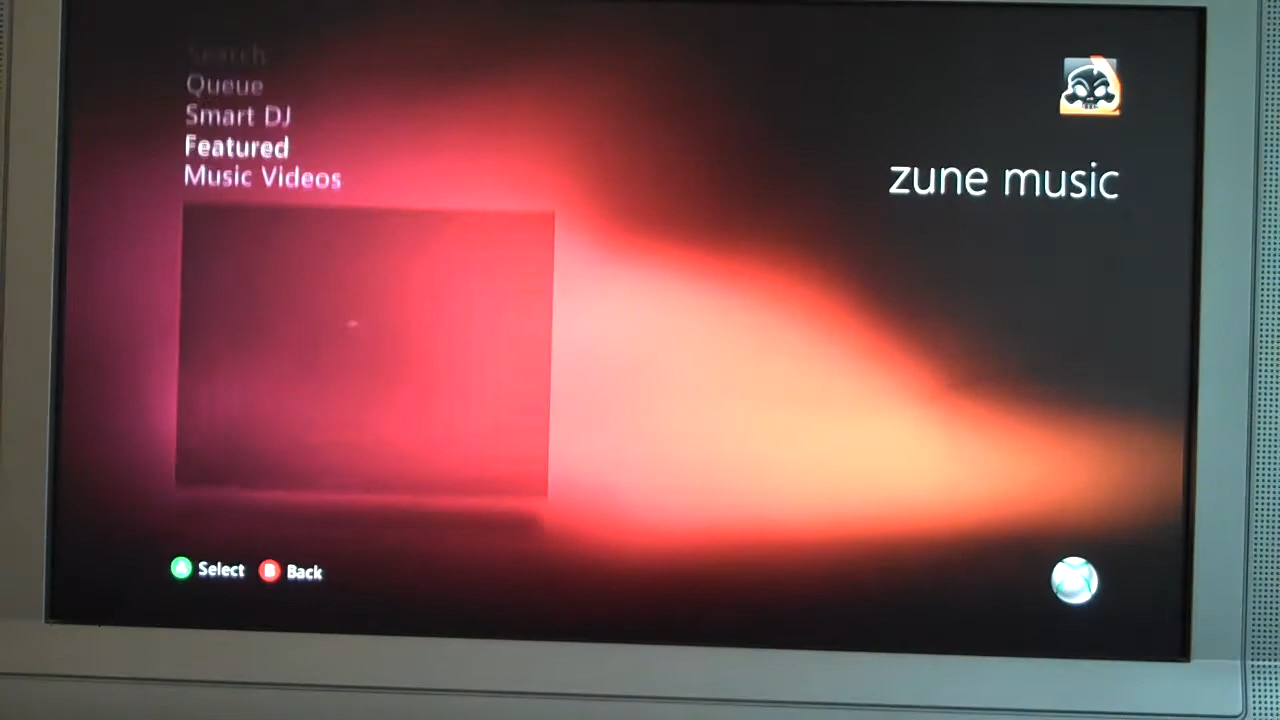 Search
Queue
Smart DJ
Featured
Music Videos
zune music
A Select B Back